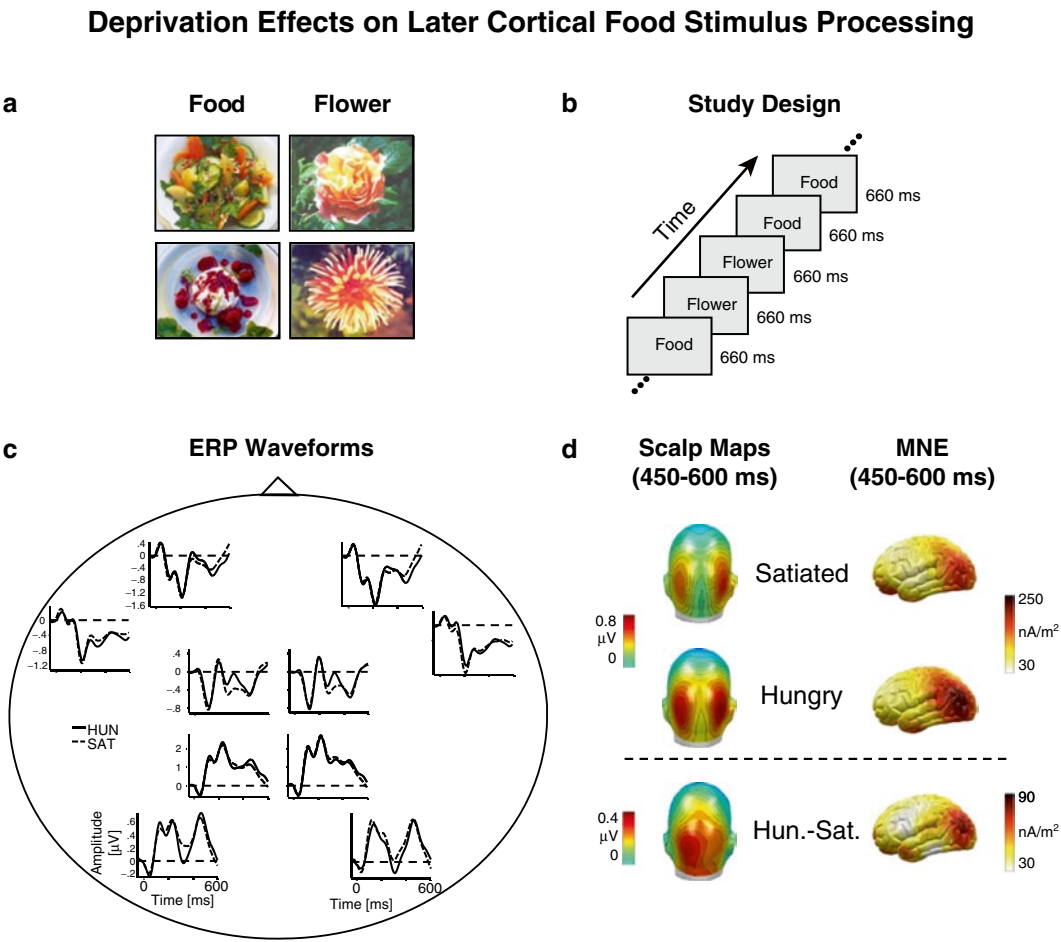 Deprivation Effects on Later Cortical Food Stimulus Processing
a
Food
Flower
b
Study Design
Time
Food
660 ms
Food
660 ms
Flower
660 ms
Flower
660 ms
Food
660 ms
c
ERP Waveforms
.4
0
-.4
-.8
-1.2
-1.6
0
-.4
-.8
-1.2
.4
0
-.4
-.8
HUN
SAT
2
1
0
Amplitude
[µV]
.6
.4
.2
0
-.2
0
600
Time [ms]
0
600
Time [ms]
d
Scalp Maps
(450-600 ms)
MNE
(450-600 ms)
Satiated
0.8
µV
0
250
nA/m²
30
Hungry
Hun.-Sat.
0.4
µV
0
90
nA/m²
30